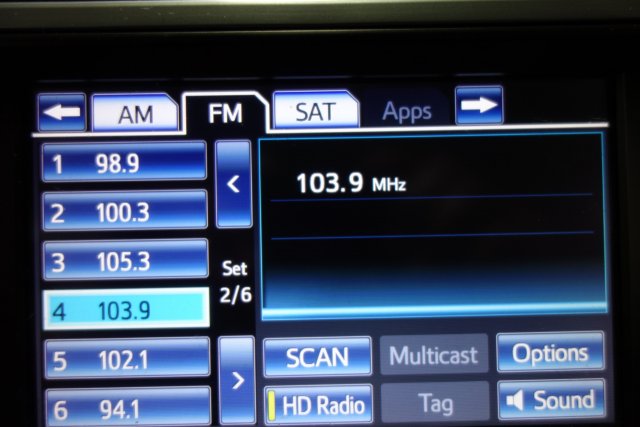 AM FM SAT Apps
1 98.9
2 100.3
3 105.3
4 103.9
5 102.1
6 94.1
<
Set
2/6
>
103.9 MHz
SCAN Multicast Options
HD Radio Tag Sound